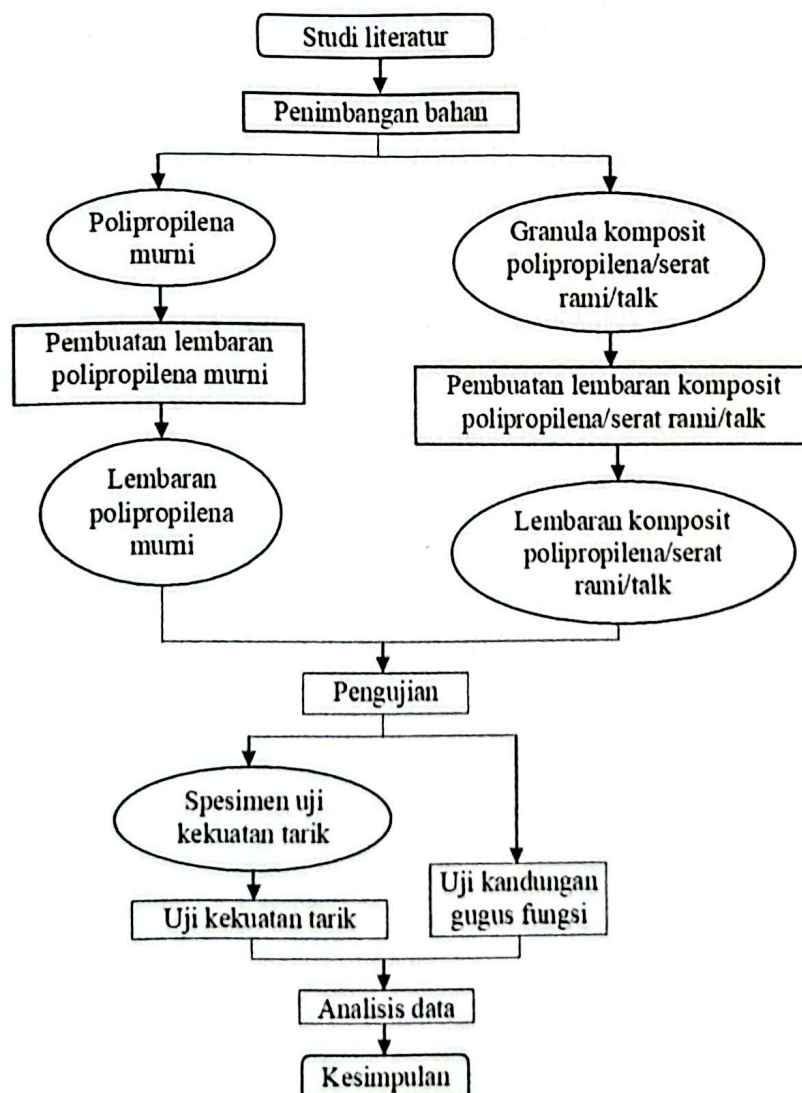 Studi literatur
Penimbangan bahan
Polipropilena
murni
Granula komposit
polipropilena/serat
rami/talk
Pembuatan lembaran
polipropilena murni
Pembuatan lembaran komposit
polipropilena/serat rami/talk
Lembaran
polipropilena
murni
Lembaran komposit
polipropilena/serat
rami/talk
Pengujian
Spesimen uji
kekuatan tarik
Uji kekuatan tarik
Uji kandungan
gugus fungsi
Analisis data
Kesimpulan